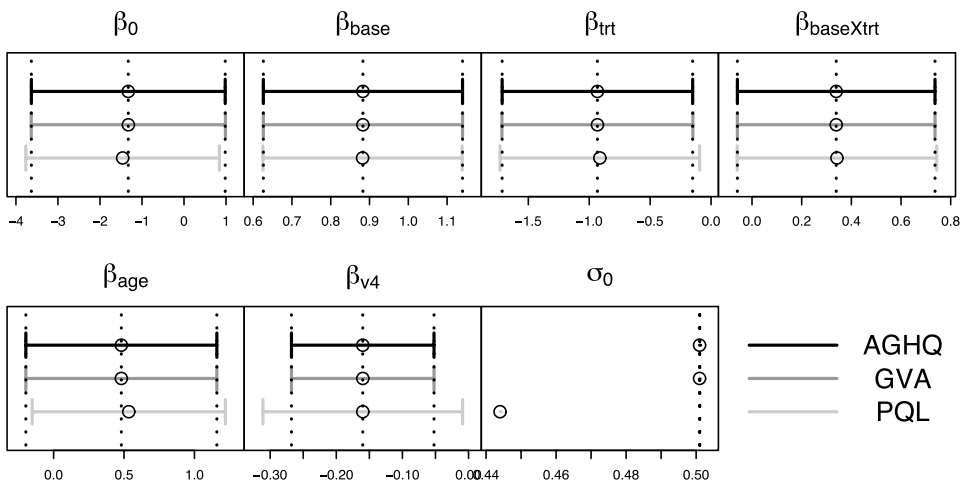 β0 βbase βtrt βbaseXtrt
−4 −3 −2 −1 0 1 0.6 0.7 0.8 0.9 1.0 1.1 −1.5 −1.0 −0.5 0.0 0.0 0.2 0.4 0.6 0.8
βage βv4 σ0
AGHQ
GVA
PQL
0.0 0.5 1.0 −0.30 −0.20 −0.10 0.00 0.44 0.46 0.48 0.50